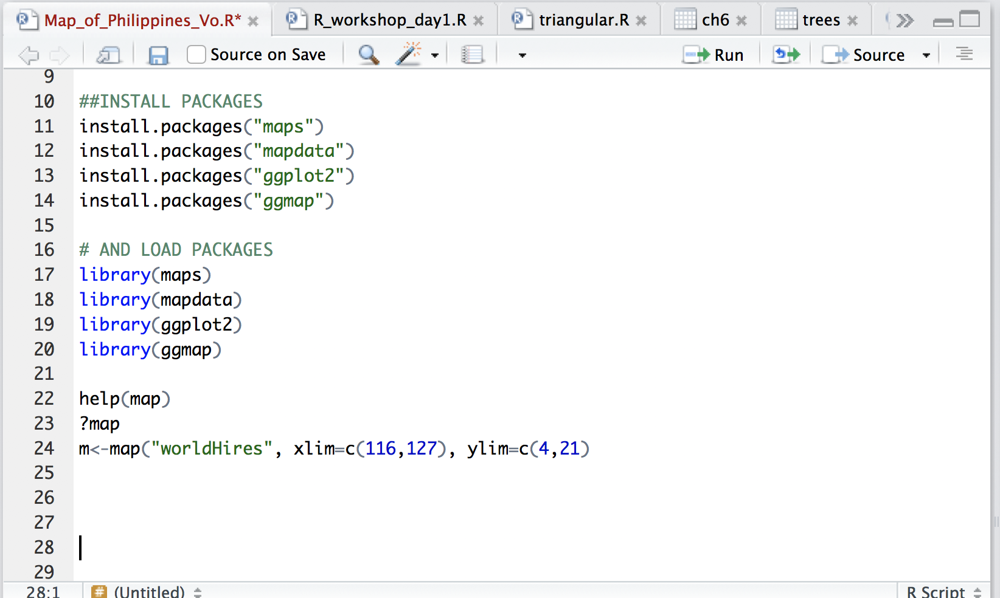 Map_of_Philippines_Vo.R* R_workshop_day1.R triangular.R ch6 trees
Source on Save Run Source
9
10 ##INSTALL PACKAGES
11 install.packages("maps")
12 install.packages("mapdata")
13 install.packages("ggplot2")
14 install.packages("ggmap")
15
16 # AND LOAD PACKAGES
17 library(maps)
18 library(mapdata)
19 library(ggplot2)
20 library(ggmap)
21
22 help(map)
23 ?map
24 m<-map("worldHires", xlim=c(116,127), ylim=c(4,21)
25
26
27
28
29
28:1 # (Untitled) R Script